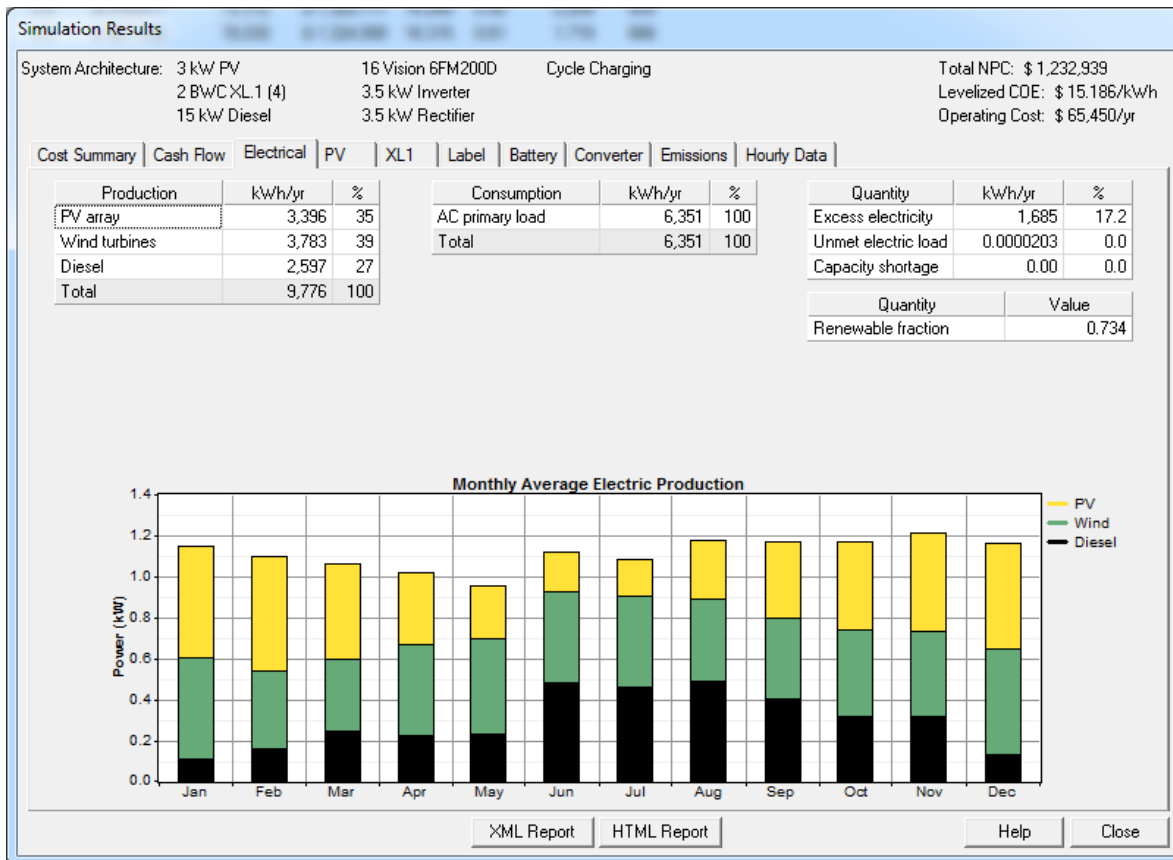 Simulation Results
System Architecture: 3 kW PV 16 Vision 6FM200D Cycle Charging Total NPC: $ 1,232,939
2 BWC XL.1 (4) 3.5 kW Inverter Levelized COE: $ 15.186/kWh
15 kW Diesel 3.5 kW Rectifier Operating Cost: $ 65,450/yr
Cost Summary Cash Flow Electrical PV XL1 Label Battery Converter Emissions Hourly Data
Production kWh/yr % Consumption kWh/yr % Quantity kWh/yr %
PV array 3,396 35 AC primary load 6,351 100 Excess electricity 1,685 17.2
Wind turbines 3,783 39 Total 6,351 100 Unmet electric load 0.0000203 0.0
Diesel 2,597 27 Capacity shortage 0.00 0.0
Total 9,776 100
Quantity Value
Renewable fraction 0.734
Monthly Average Electric Production
1.4
1.2
1.0
0.8
0.6
0.4
0.2
0.0
Power (kW)
PV
Wind
Diesel
Jan Feb Mar Apr May Jun Jul Aug Sep Oct Nov Dec
XML Report HTML Report Help Close